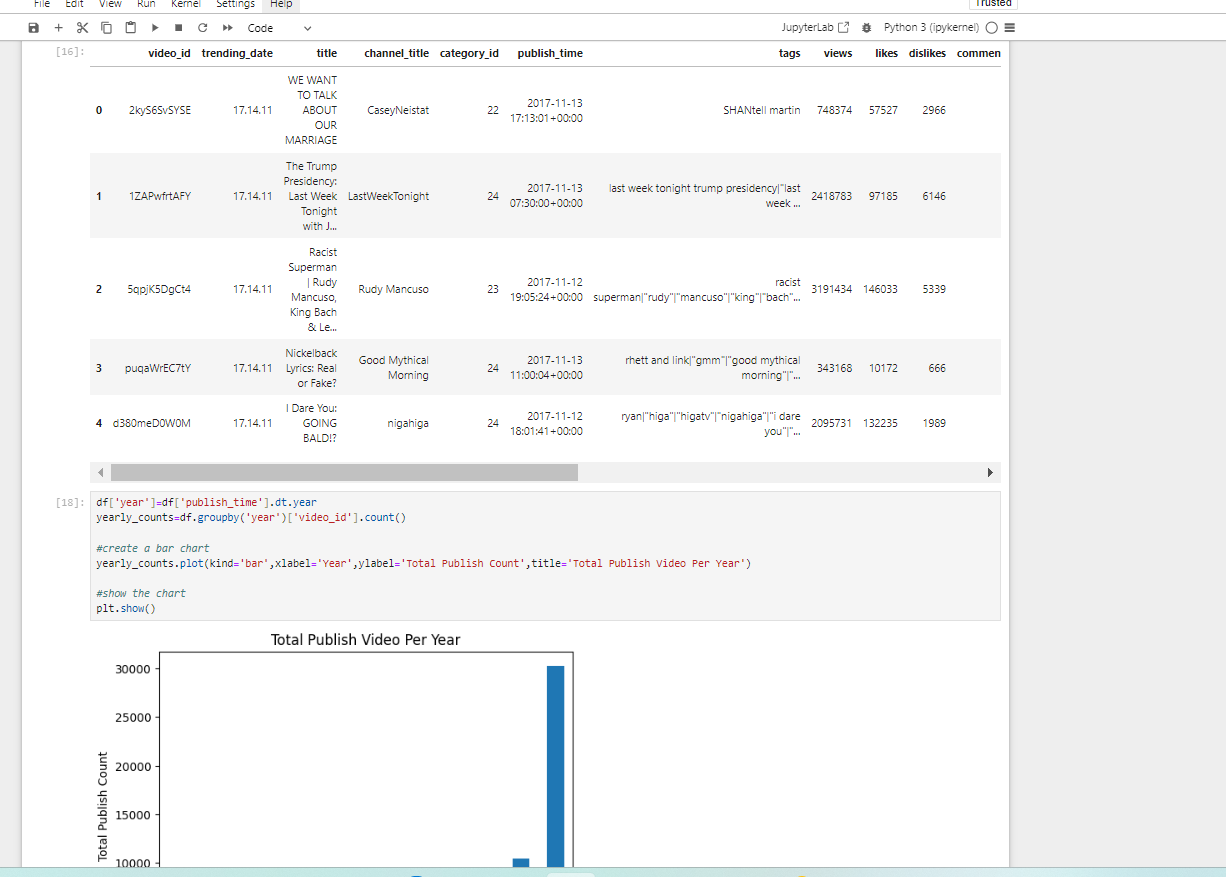 File Edit View Run Kernel Settings Help Trusted
Code JupyterLab Python 3 (ipykernel)
[16]:
video_id trending_date title channel_title category_id publish_time tags views likes dislikes commen
WE WANT
TO TALK
ABOUT
OUR
MARRIAGE
0 2kyS6SvSYSE 17.14.11 CaseyNeistat 22 2017-11-13
17:13:01+00:00
SHANtell martin 748374 57527 2966
The Trump
Presidency:
Last Week
Tonight
with J...
1 1ZAPwfrtAFY 17.14.11 LastWeekTonight 24 2017-11-13
07:30:00+00:00
last week tonight trump presidency|"last
week ...
2418783 97185 6146
Racist
Superman
| Rudy
Mancuso,
King Bach
& Le...
2 5qpjK5DgCt4 17.14.11 Rudy Mancuso 23 2017-11-12
19:05:24+00:00
racist
superman|"rudy"|"mancuso"|"king"|"bach"...
3191434 146033 5339
Nickelback
Lyrics: Real
or Fake?
3 puqaWrEC7tY 17.14.11 Good Mythical
Morning
24 2017-11-13
11:00:04+00:00
rhett and link|"gmm"|"good mythical
morning"|"...
343168 10172 666
I Dare You:
GOING
BALD!?
4 d380meD0W0M 17.14.11 nigahiga 24 2017-11-12
18:01:41+00:00
ryan|"higa"|"higatv"|"nigahiga"|"i dare
you"|"...
2095731 132235 1989
[18]:
df['year']=df['publish_time'].dt.year
yearly_counts=df.groupby('year')['video_id'].count()
#create a bar chart
yearly_counts.plot(kind='bar',xlabel='Year',ylabel='Total Publish Count',title='Total Publish Video Per Year')
#show the chart
plt.show()
Total Publish Video Per Year
30000
25000
20000
15000
10000
Total Publish Count